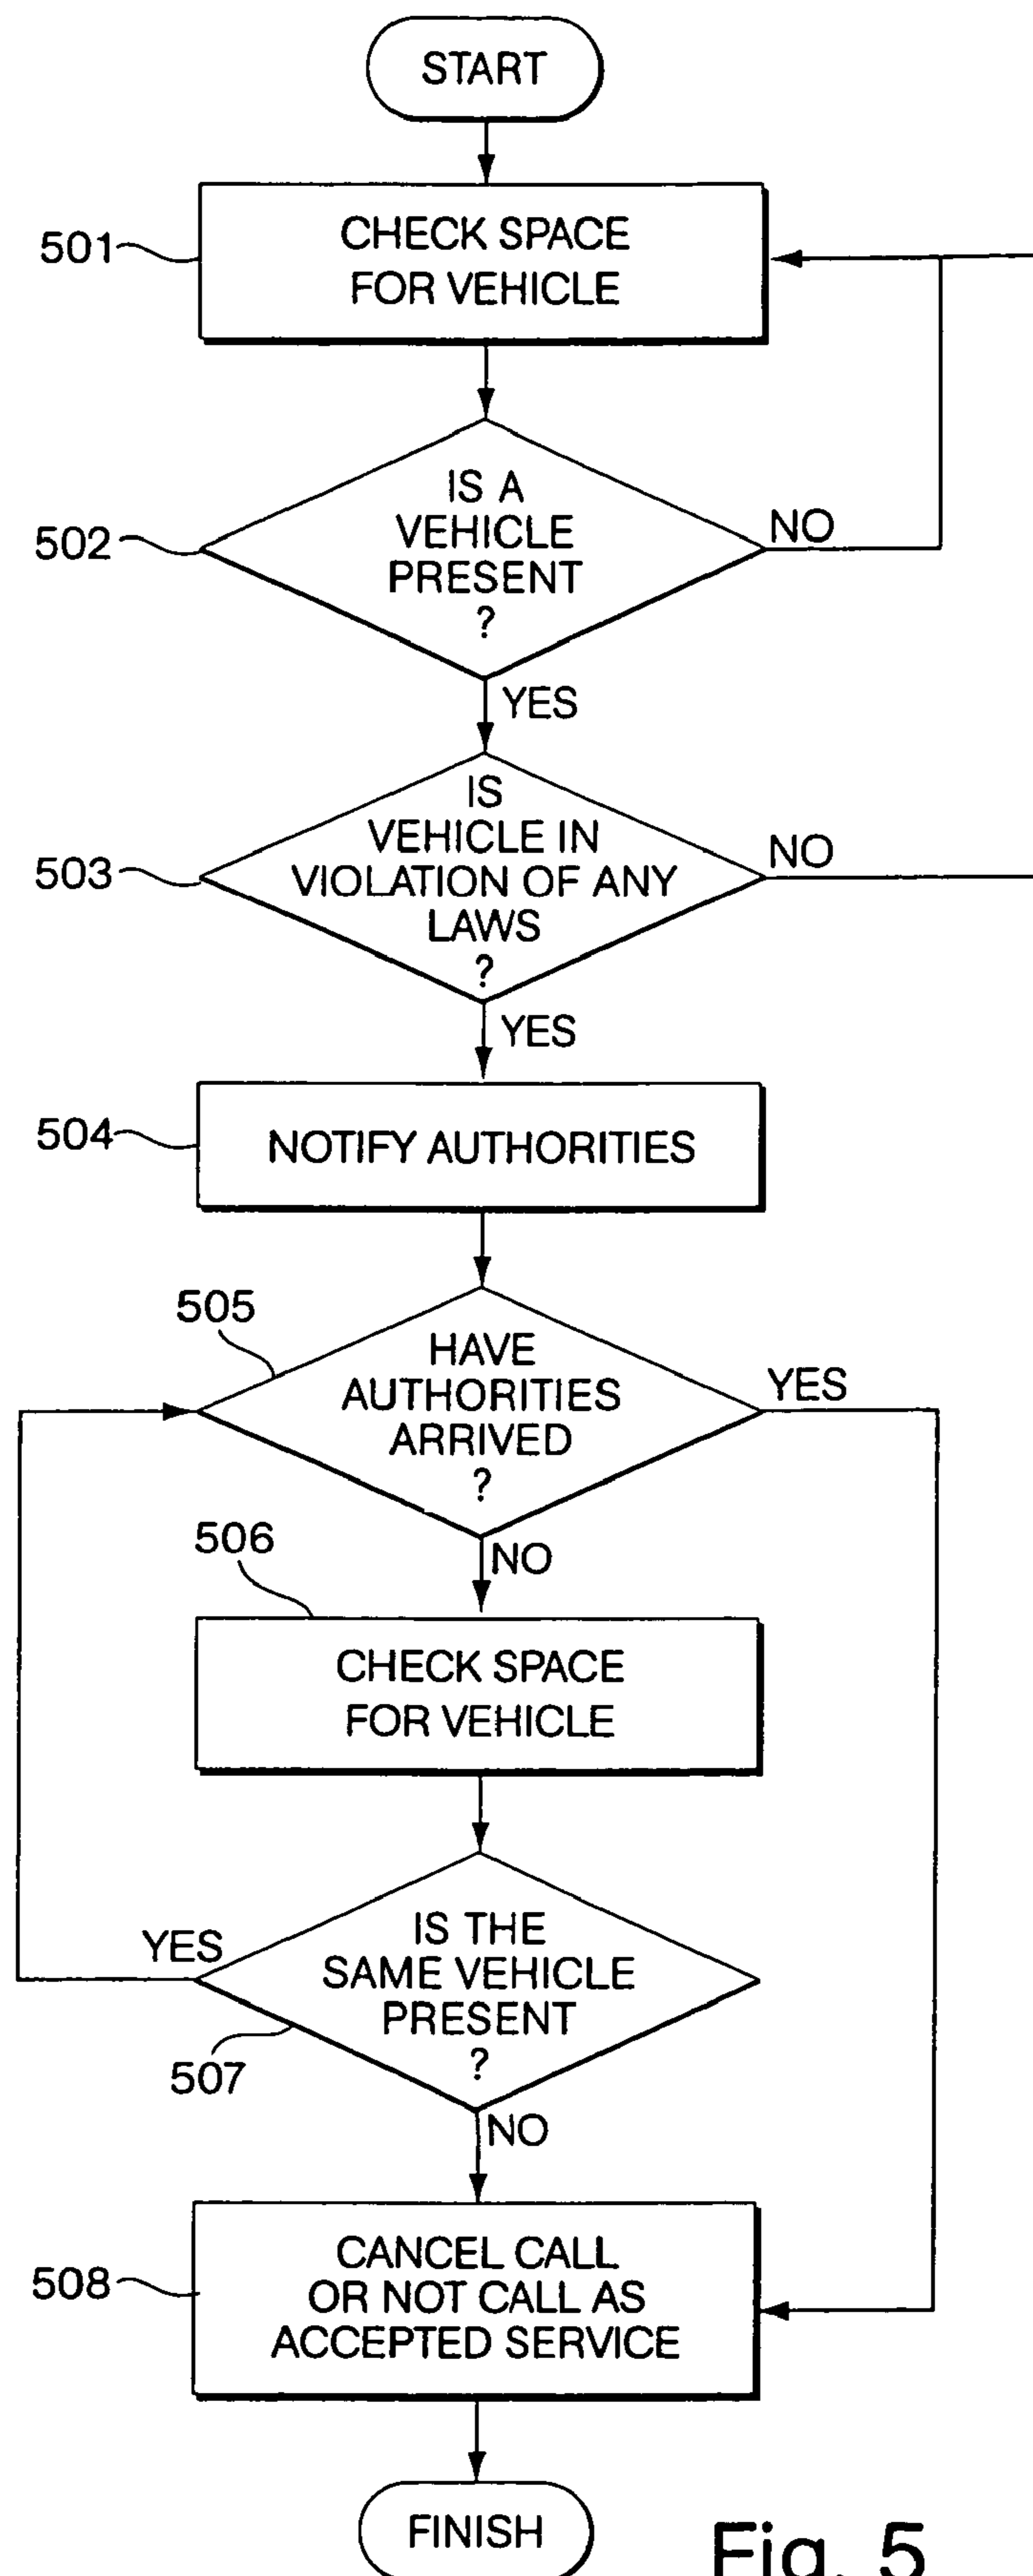 START
501
CHECK SPACE
FOR VEHICLE
502
IS A
VEHICLE
PRESENT
?
NO
YES
503
IS
VEHICLE IN
VIOLATION OF ANY
LAWS
?
NO
YES
504
NOTIFY AUTHORITIES
505
HAVE
AUTHORITIES
ARRIVED
?
YES
NO
506
CHECK SPACE
FOR VEHICLE
YES
IS THE
SAME VEHICLE
PRESENT
?
507
NO
508
CANCEL CALL
OR NOT CALL AS
ACCEPTED SERVICE
FINISH
Fig. 5